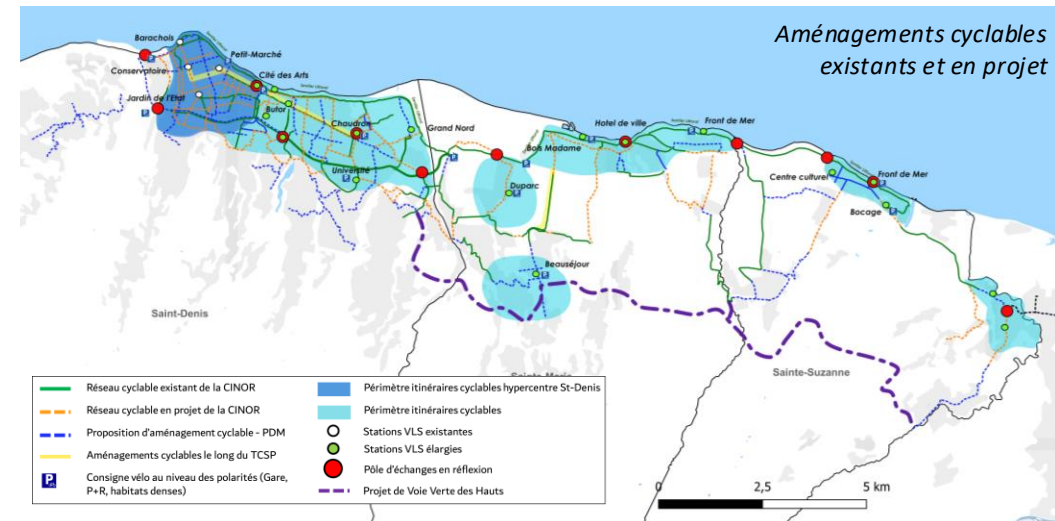 Aménagements cyclables
existants et en projet
Barachois
Petit-Marché
Conservatoire
Cité des Arts
Jardin de l'Etat
Butor
Chaudron
Université
Grand Nord
Bois Madame
Hotel de ville
Front de Mer
Duparc
Centre culturel
Front de Mer
Bocage
Beauséjour
Saint-Denis
Sainte-Marie
Sainte-Suzanne
Réseau cyclable existant de la CINOR
Réseau cyclable en projet de la CINOR
Proposition d'aménagement cyclable - PDM
Aménagements cyclables le long du TCSP
P
Consigne vélo au niveau des polarités (Gare,
P+R, habitats denses)
Périmètre itinéraires cyclables hypercentre St-Denis
Périmètre itinéraires cyclables
Stations VLS existantes
Stations VLS élargies
Pôle d'échanges en réflexion
Projet de Voie Verte des Hauts
0 2,5 5 km